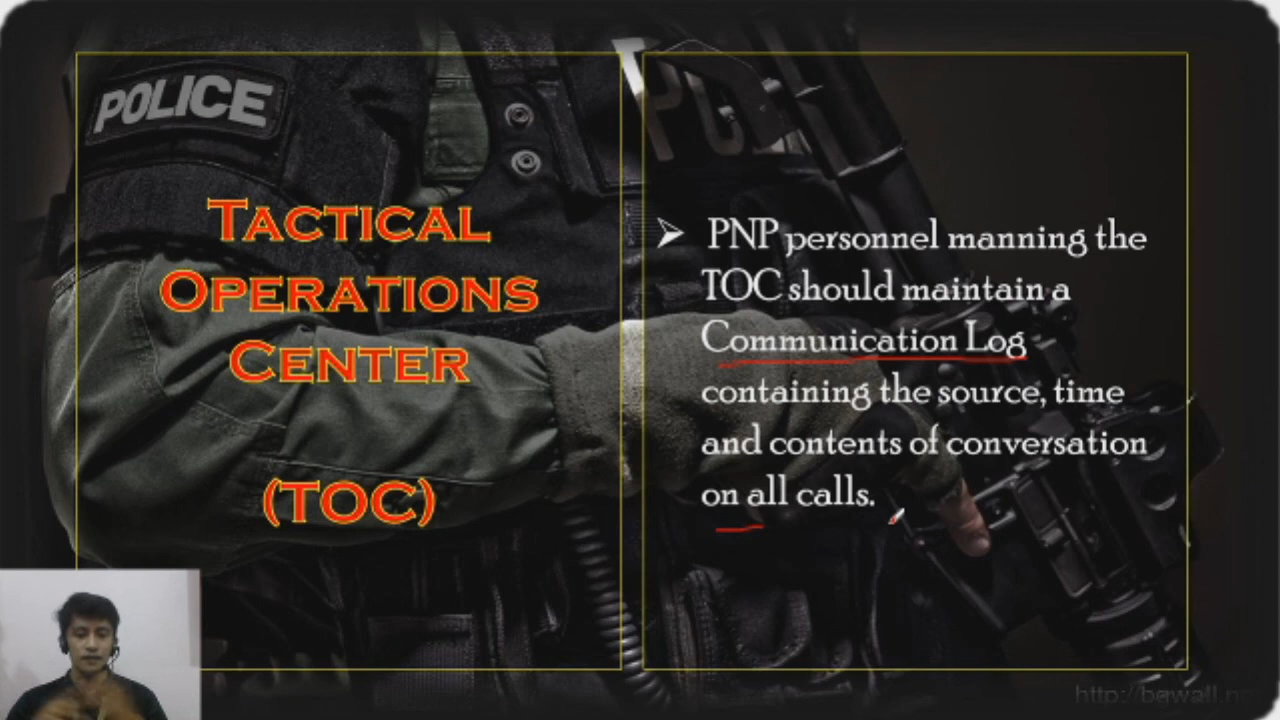 POLICE
TACTICAL
OPERATIONS
CENTER
(TOC)
➢ PNP personnel manning the
TOC should maintain a
Communication Log
containing the source, time
and contents of conversation
on all calls.